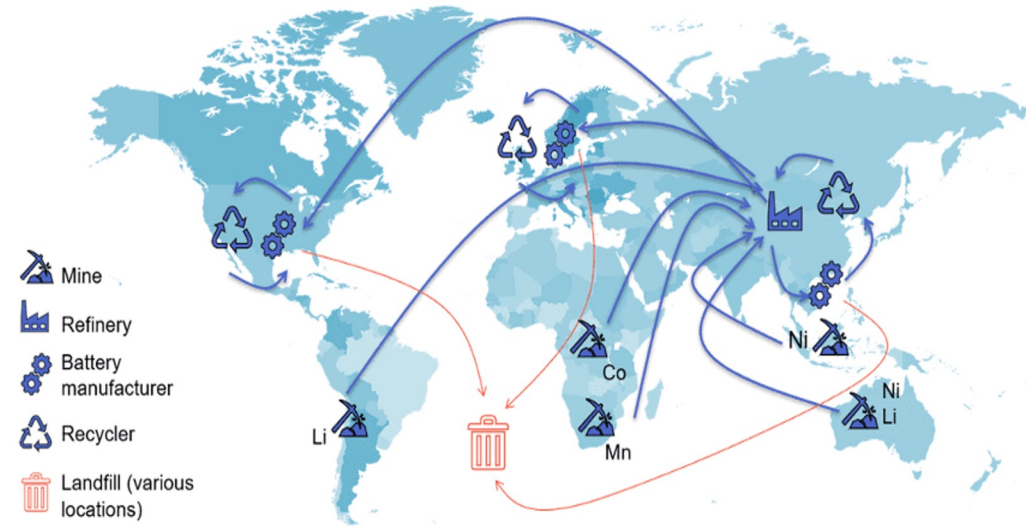 Mine
Refinery
Battery
manufacturer
Recycler
Landfill (various
locations)
Li
Co
Mn
Ni
Ni
Li